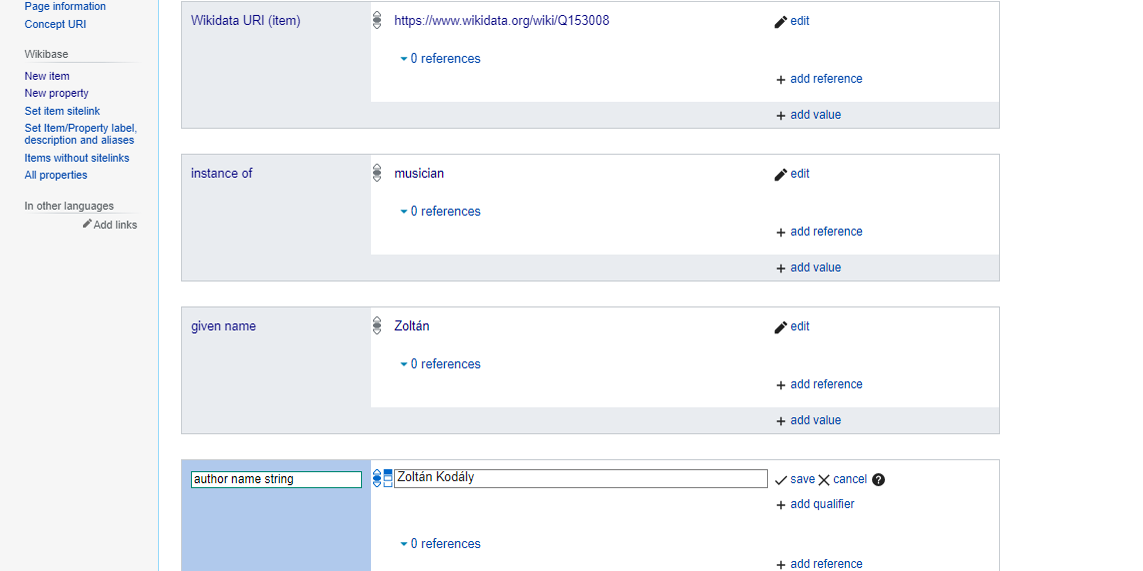 Page information
Concept URI
Wikibase
New item
New property
Set item sitelink
Set Item/Property label,
description and aliases
Items without sitelinks
All properties
In other languages
Add links
Wikidata URI (item)
https://www.wikidata.org/wiki/Q153008
edit
0 references
add reference
add value
instance of
musician
edit
0 references
add reference
add value
given name
Zoltán
edit
0 references
add reference
add value
author name string
Zoltán Kodály
save cancel ?
add qualifier
0 references
add reference